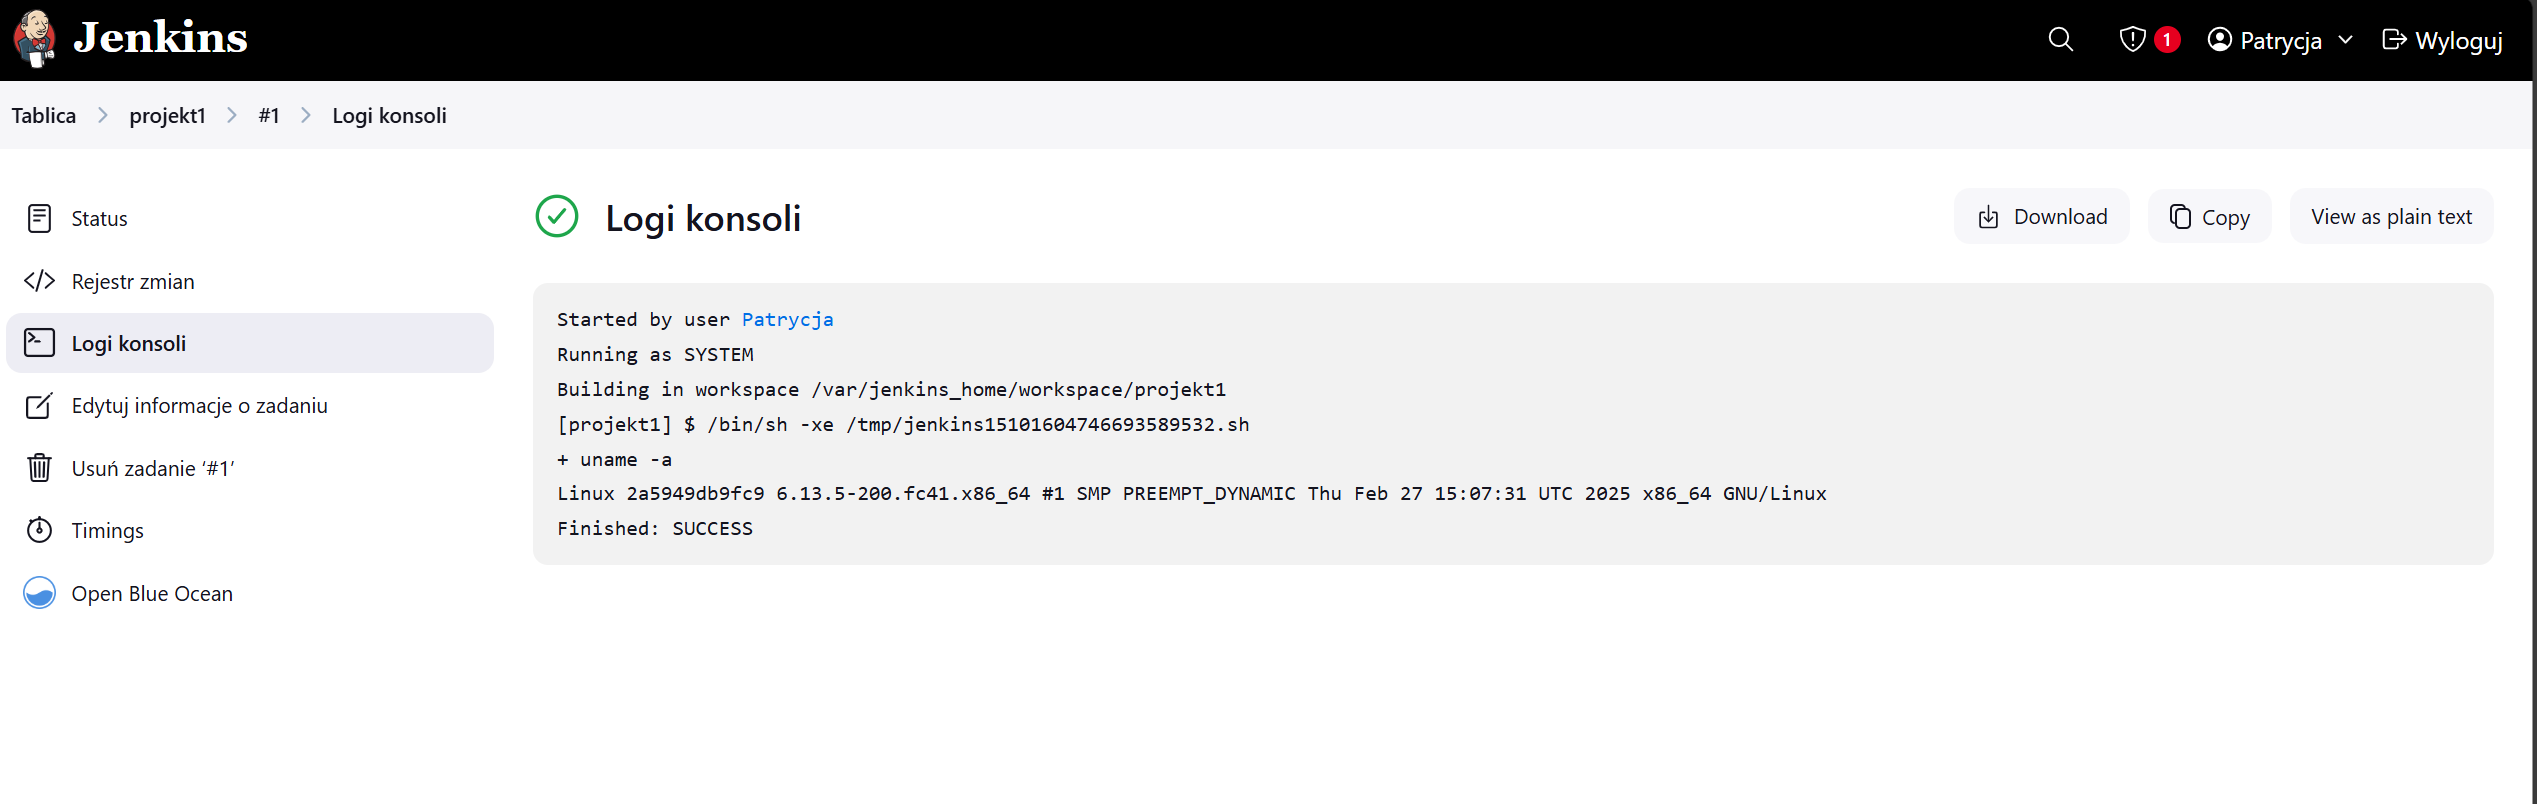 Jenkins
1
Patrycja
Wyloguj
Tablica > projekt1 > #1 > Logi konsoli
Status
Rejestr zmian
Logi konsoli
Edytuj informacje o zadaniu
Usuń zadanie ‘#1’
Timings
Open Blue Ocean
Logi konsoli
Download
Copy
View as plain text
Started by user Patrycja
Running as SYSTEM
Building in workspace /var/jenkins_home/workspace/projekt1
[projekt1] $ /bin/sh -xe /tmp/jenkins15101604746693589532.sh
+ uname -a
Linux 2a5949db9fc9 6.13.5-200.fc41.x86_64 #1 SMP PREEMPT_DYNAMIC Thu Feb 27 15:07:31 UTC 2025 x86_64 GNU/Linux
Finished: SUCCESS